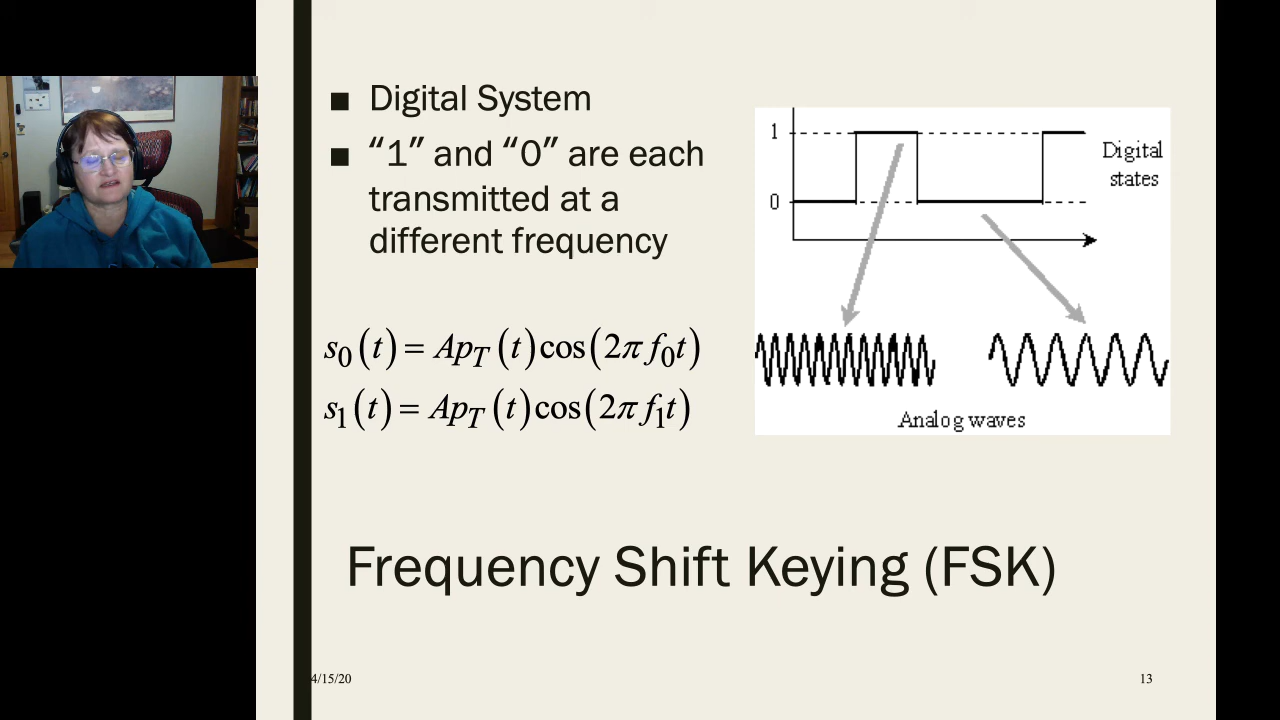 ■ Digital System
■ “1” and “0” are each
transmitted at a
different frequency
s₀(t) = Ap_T(t)cos(2πf₀t)
s₁(t) = Ap_T(t)cos(2πf₁t)
1
0
Digital
states
Analog waves
Frequency Shift Keying (FSK)
4/15/20
13